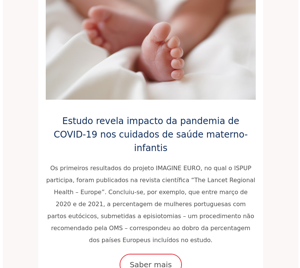 Estudo revela impacto da pandemia de
COVID-19 nos cuidados de saúde materno-
infantis
Os primeiros resultados do projeto IMAGINE EURO, no qual o ISPUP
participa, foram publicados na revista científica “The Lancet Regional
Health – Europe”. Concluiu-se, por exemplo, que entre março de
2020 e de 2021, a percentagem de mulheres portuguesas com
partos eutócicos, submetidas a episiotomias – um procedimento não
recomendado pela OMS – correspondeu ao dobro da percentagem
dos países Europeus incluídos no estudo.
Saber mais